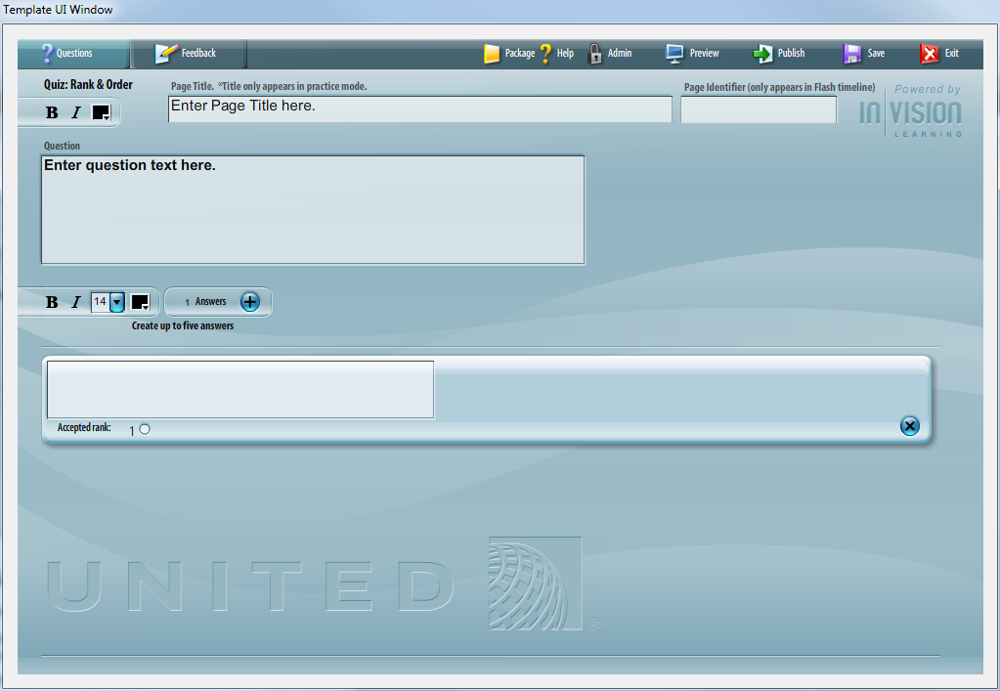 Template UI Window
Questions Feedback Package Help Admin Preview Publish Save Exit
Quiz: Rank & Order
Page Title. *Title only appears in practice mode.
Page Identifier (only appears in Flash timeline)
Powered by
B I
Enter Page Title here.
IN VISION
LEARNING
Question
Enter question text here.
B I 14 1 Answers
Create up to five answers
Accepted rank: 1
UNITED ®